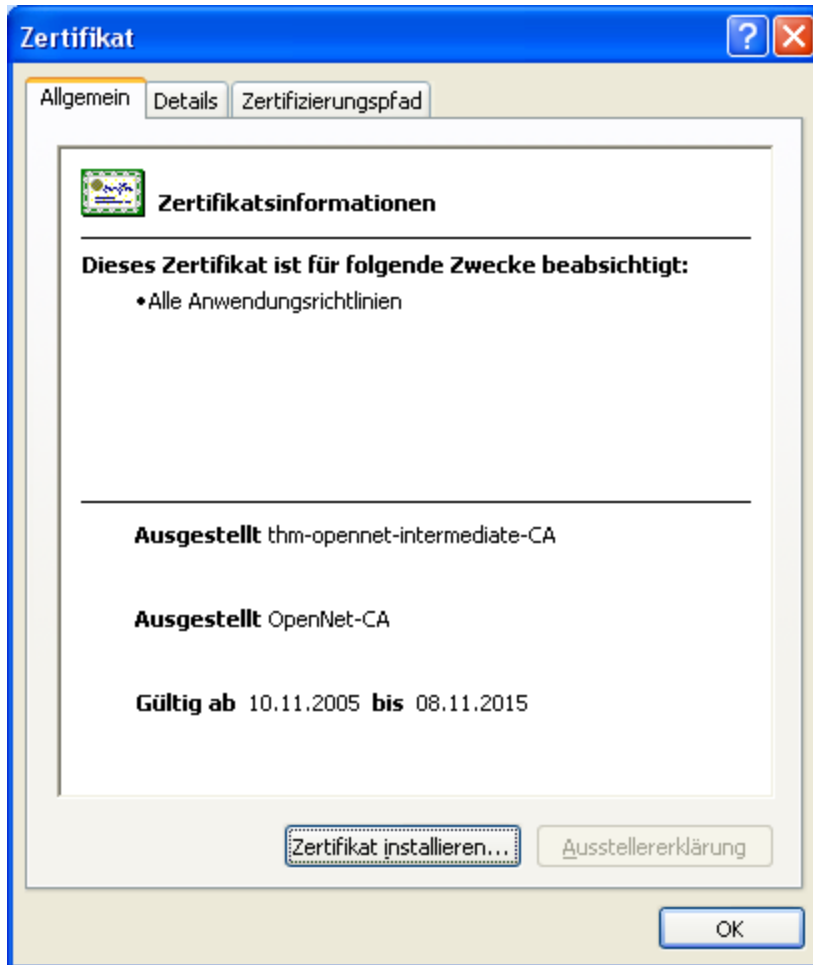 Zertifikat
Allgemein Details Zertifizierungspfad
Zertifikatsinformationen
Dieses Zertifikat ist für folgende Zwecke beabsichtigt:
•Alle Anwendungsrichtlinien
Ausgestellt thm-opennet-intermediate-CA
Ausgestellt OpenNet-CA
Gültig ab 10.11.2005 bis 08.11.2015
Zertifikat installieren... Ausstellererklärung
OK